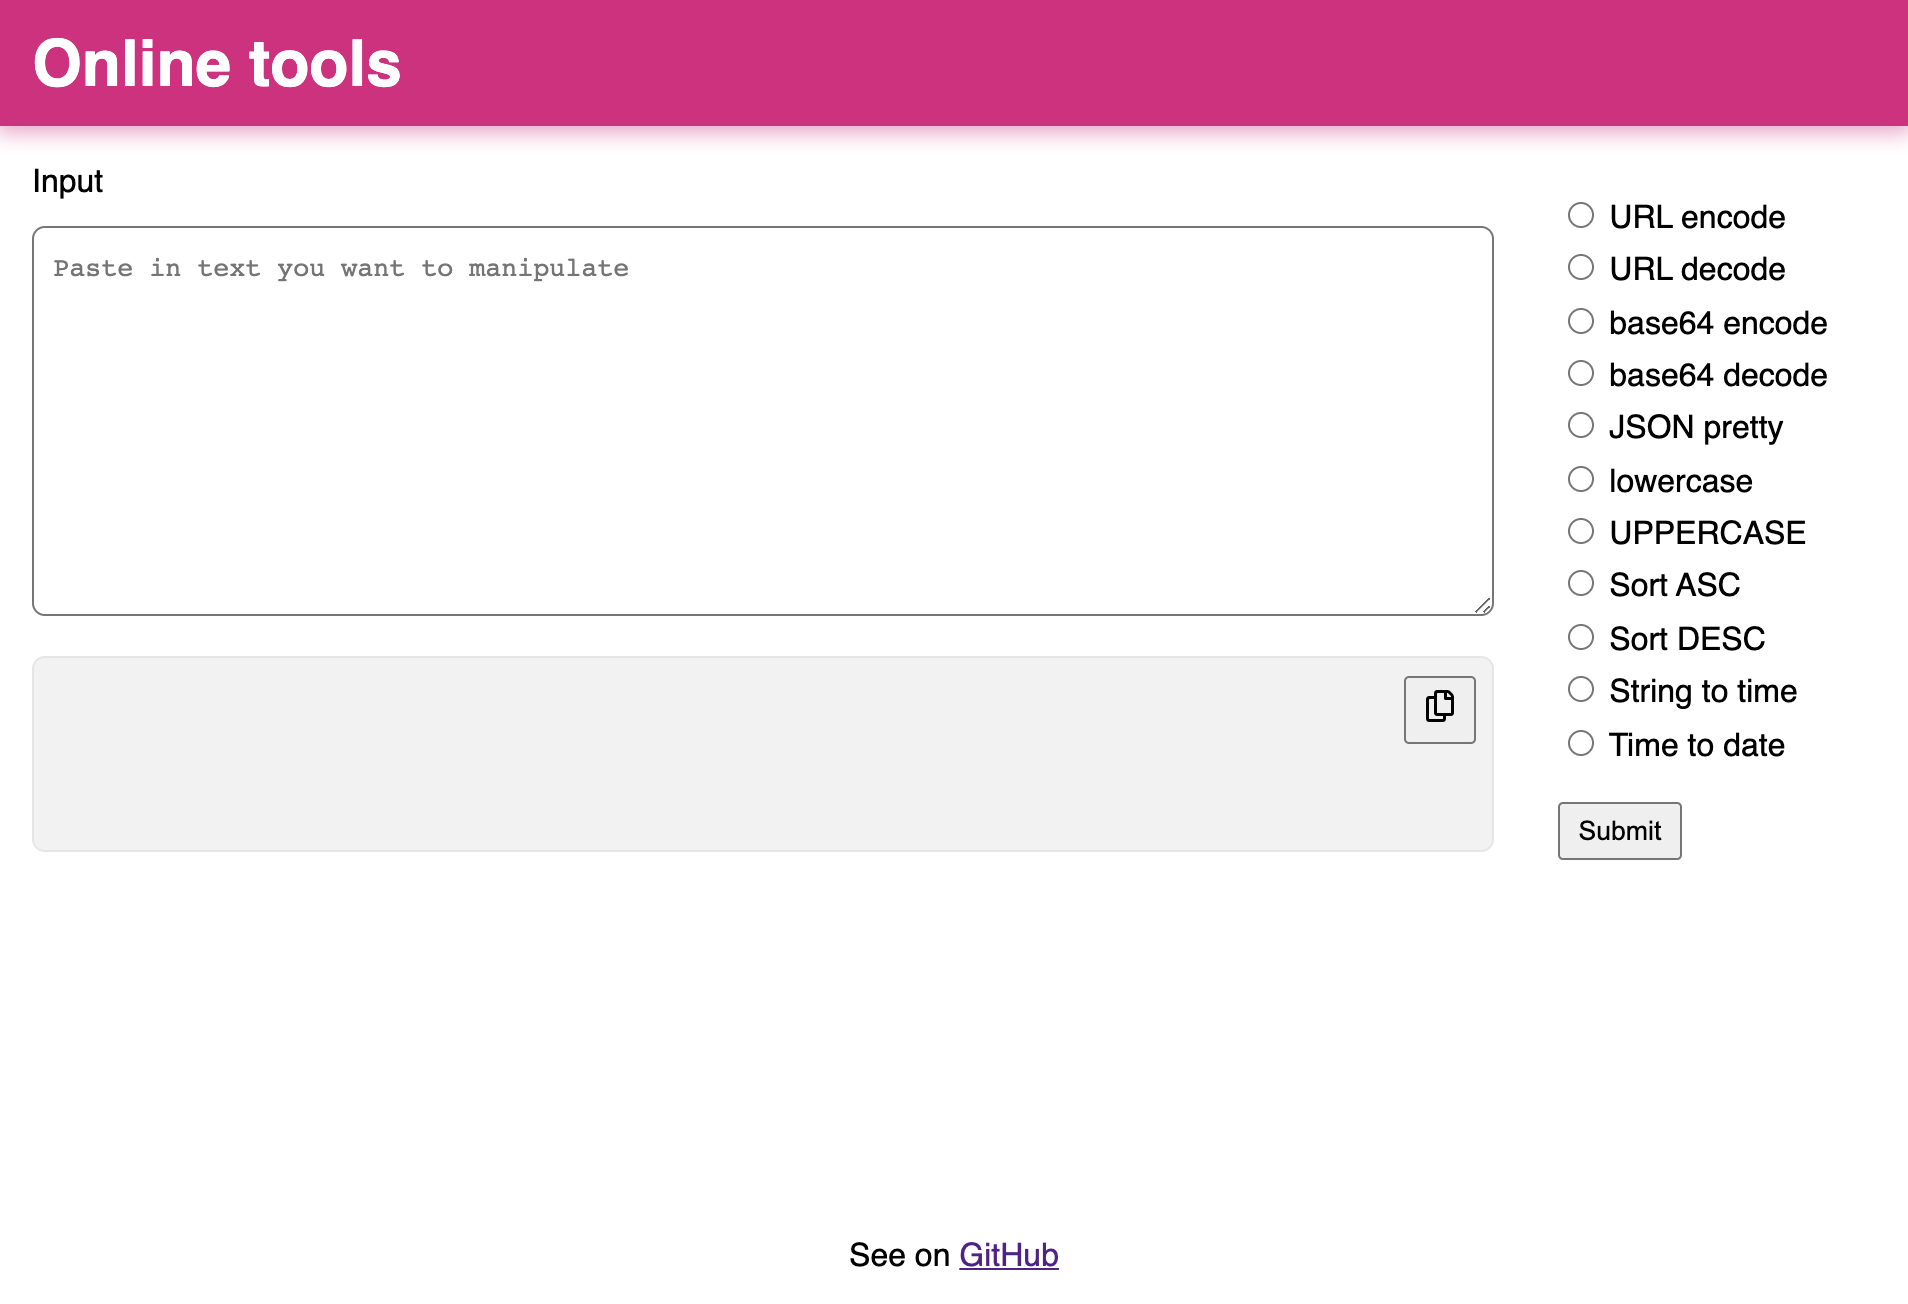 Online tools
Input
Paste in text you want to manipulate
URL encode
URL decode
base64 encode
base64 decode
JSON pretty
lowercase
UPPERCASE
Sort ASC
Sort DESC
String to time
Time to date
Submit
See on GitHub